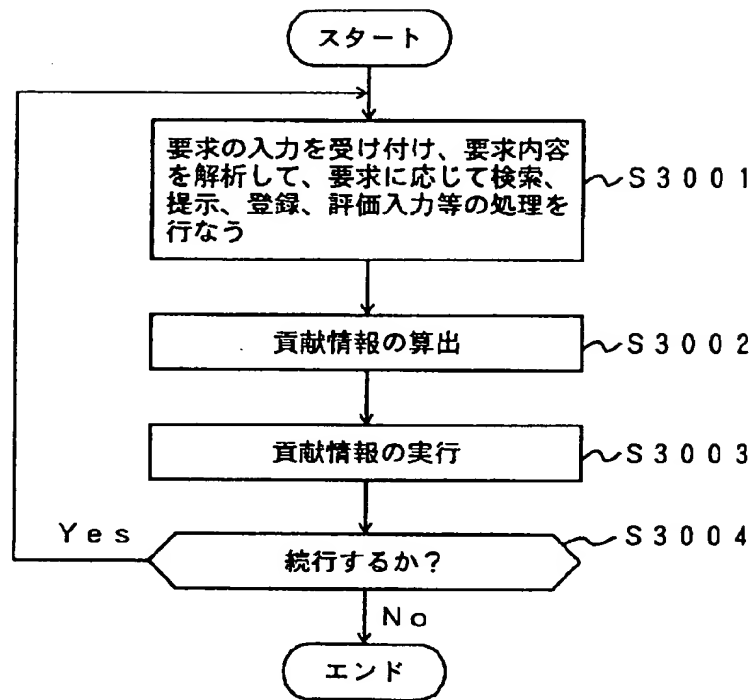 スタート
要求の入力を受け付け、要求内容
を解析して、要求に応じて検索、
提示、登録、評価入力等の処理を
行なう
S3001
貢献情報の算出
S3002
貢献情報の実行
S3003
Yes
続行するか?
S3004
No
エンド